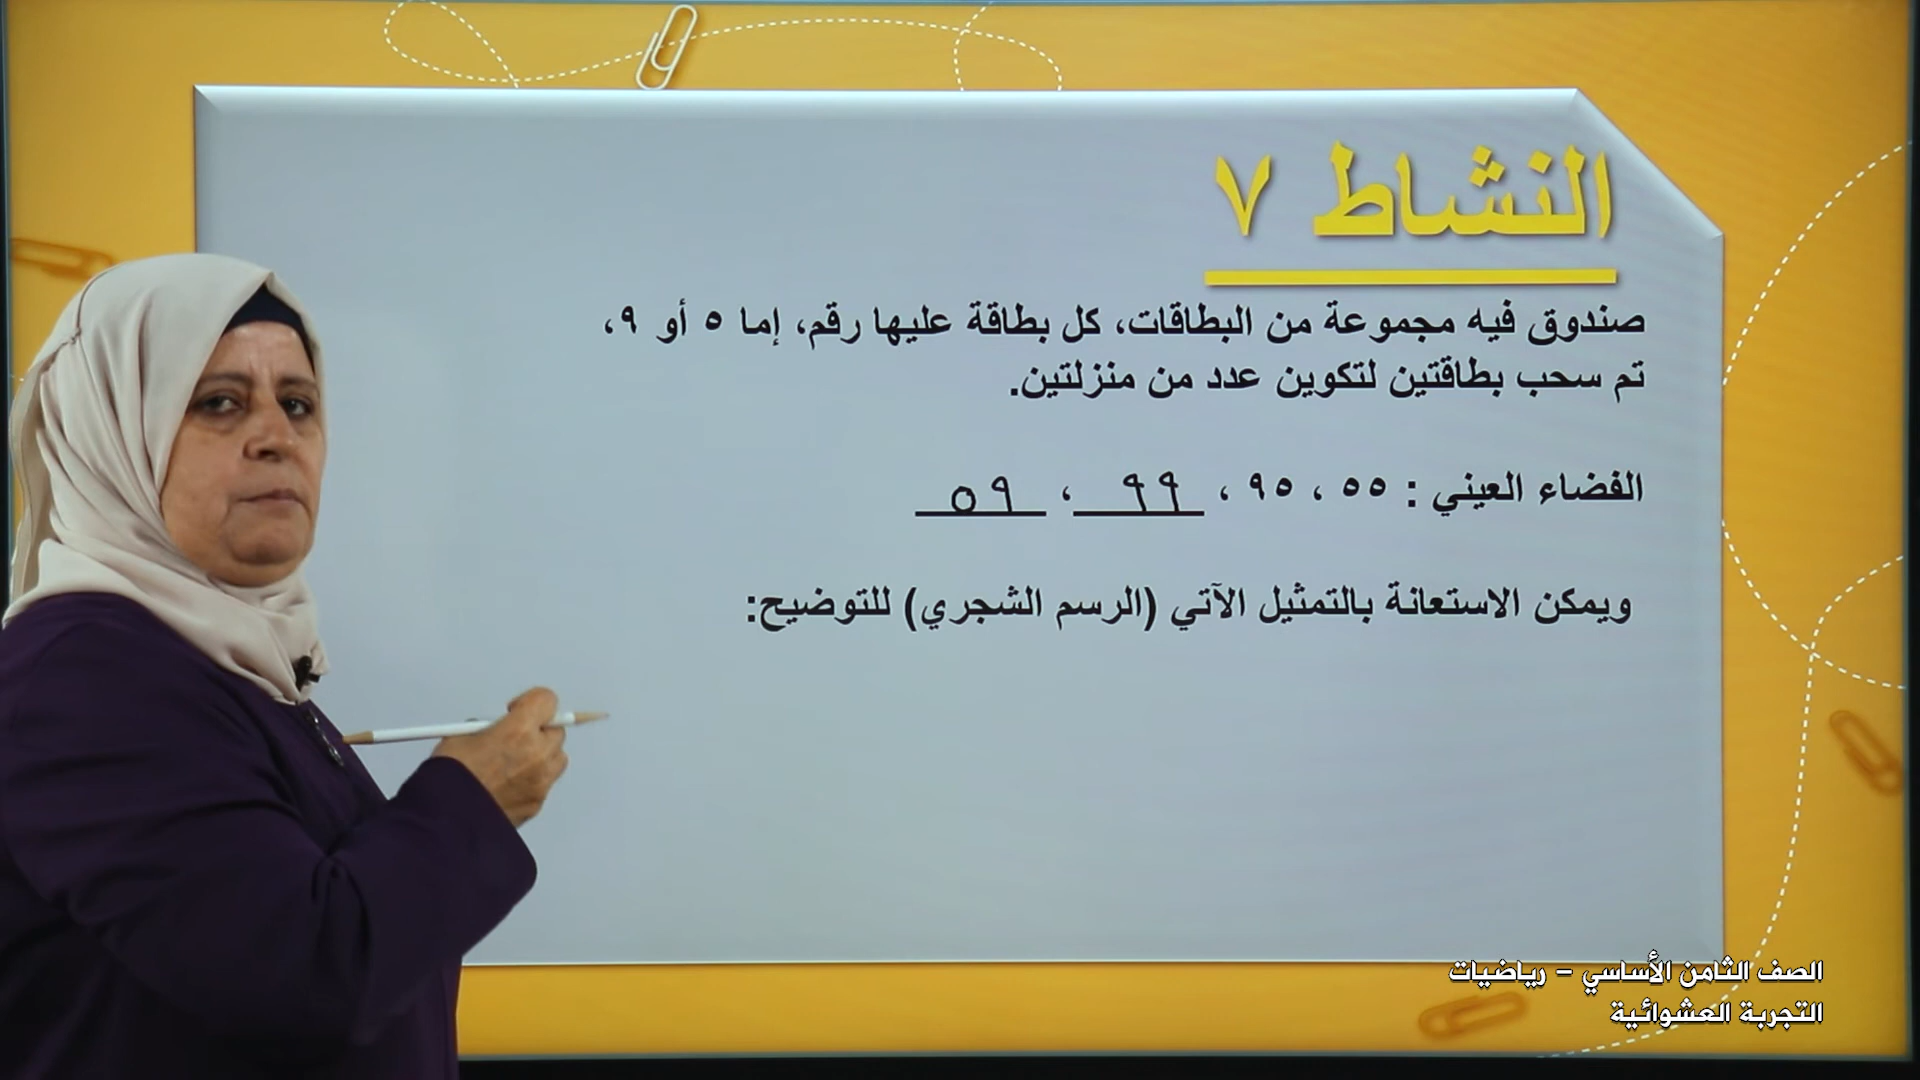 النشاط ٧
صندوق فيه مجموعة من البطاقات، كل بطاقة عليها رقم، إما ٥ أو ٩،
تم سحب بطاقتين لتكوين عدد من منزلتين.
الفضاء العيني : ٥٥ ، ٩٥ ، ٩٩ ، ٥٩
ويمكن الاستعانة بالتمثيل الآتي (الرسم الشجري) للتوضيح:
الصف الثامن الأساسي - رياضيات
التجربة العشوائية